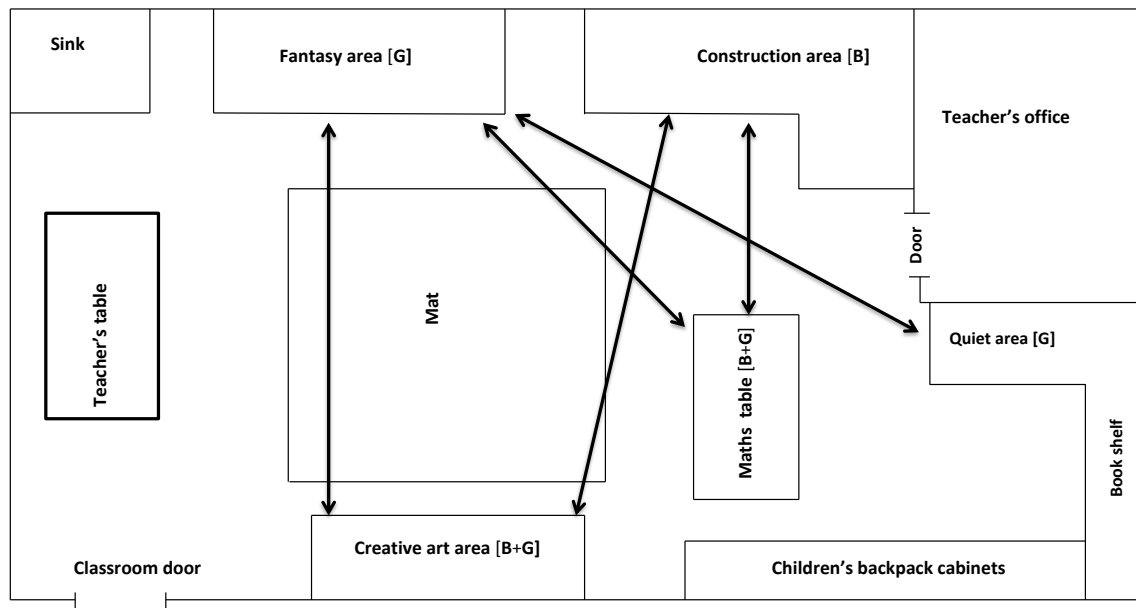 Sink
Fantasy area [G]
Construction area [B]
Teacher’s office
Door
Teacher’s table
Mat
Maths table [B+G]
Quiet area [G]
Book shelf
Creative art area [B+G]
Classroom door
Children’s backpack cabinets